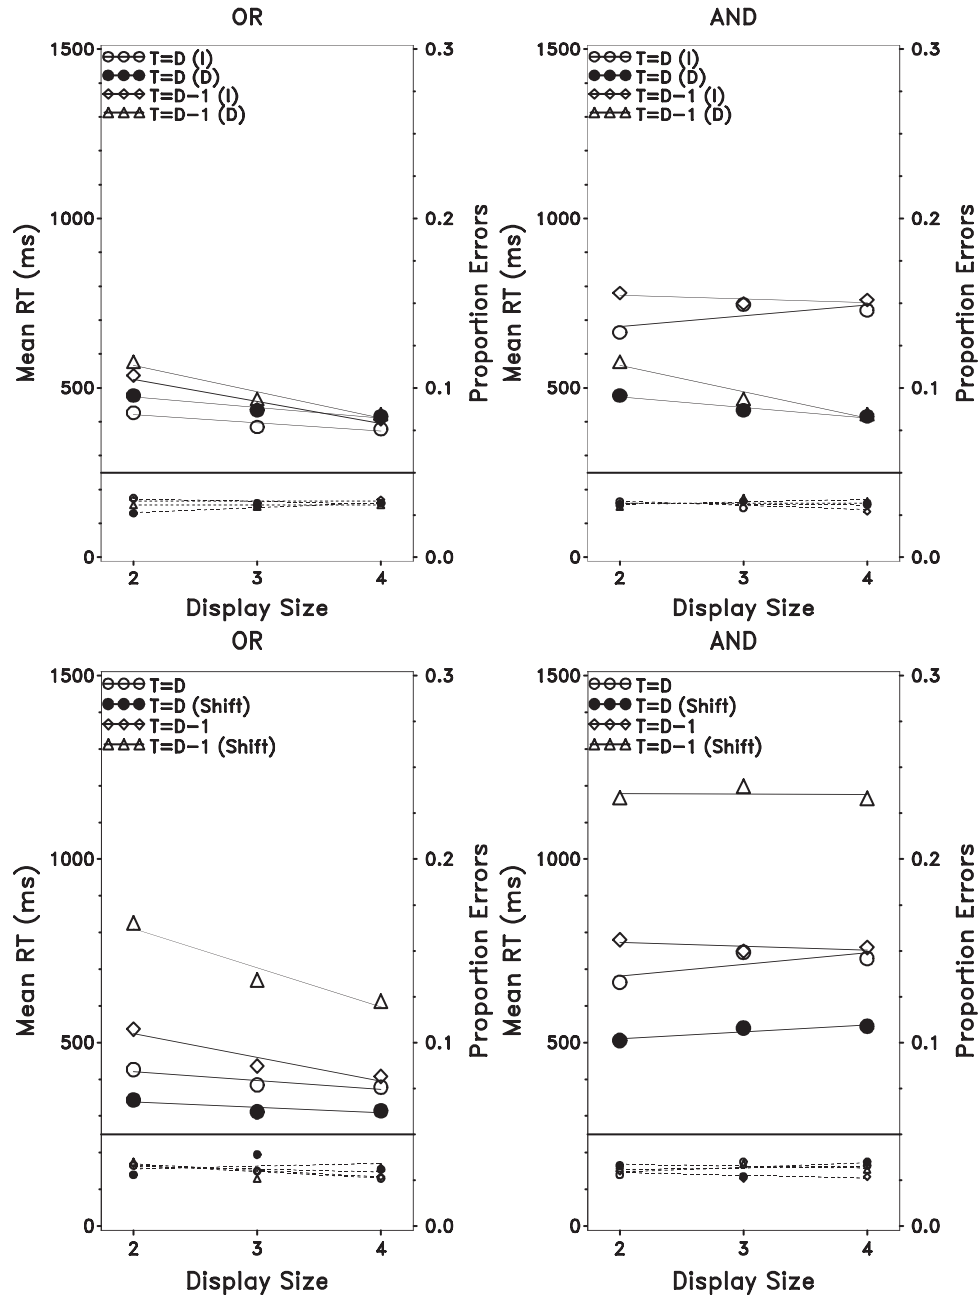 OR
1500
1000
500
0
0.3
0.2
0.1
0.0
T=D (I)
T=D (D)
T=D-1 (I)
T=D-1 (D)
Mean RT (ms)
Proportion Errors
2 3 4
Display Size
AND
1500
1000
500
0
0.3
0.2
0.1
0.0
T=D (I)
T=D (D)
T=D-1 (I)
T=D-1 (D)
Mean RT (ms)
Proportion Errors
2 3 4
Display Size
OR
1500
1000
500
0
0.3
0.2
0.1
0.0
T=D
T=D (Shift)
T=D-1
T=D-1 (Shift)
Mean RT (ms)
Proportion Errors
2 3 4
Display Size
AND
1500
1000
500
0
0.3
0.2
0.1
0.0
T=D
T=D (Shift)
T=D-1
T=D-1 (Shift)
Mean RT (ms)
Proportion Errors
2 3 4
Display Size